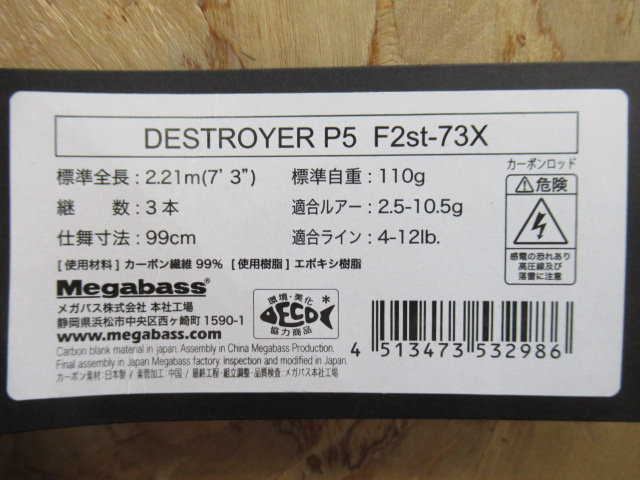 DESTROYER P5 F2st-73X
標準全長：2.21m(7' 3") 標準自重：110g
継 数：3本 適合ルアー：2.5-10.5g
仕舞寸法：99cm 適合ライン：4-12lb.
[ 使用材料 ] カーボン繊維 99% [ 使用樹脂 ] エポキシ樹脂
カーボンロッド
危険
感電の恐れあり
高圧線及び
落雷に注意
Megabass®
メガバス株式会社 本社工場
静岡県浜松市中央区西ヶ崎町 1590-1
www.megabass.com
環境・美化
ECO
協力商品
Carbon blank material in japan. Assembly in China Megabass Production.
Final assembly in Japan Megabass factory. Inspection and modified in Japan.
カーボン素材：日本製 / 素管加工：中国 / 最終工程・組立調整・品質検査：メガバス本社工場
4 513473 532986